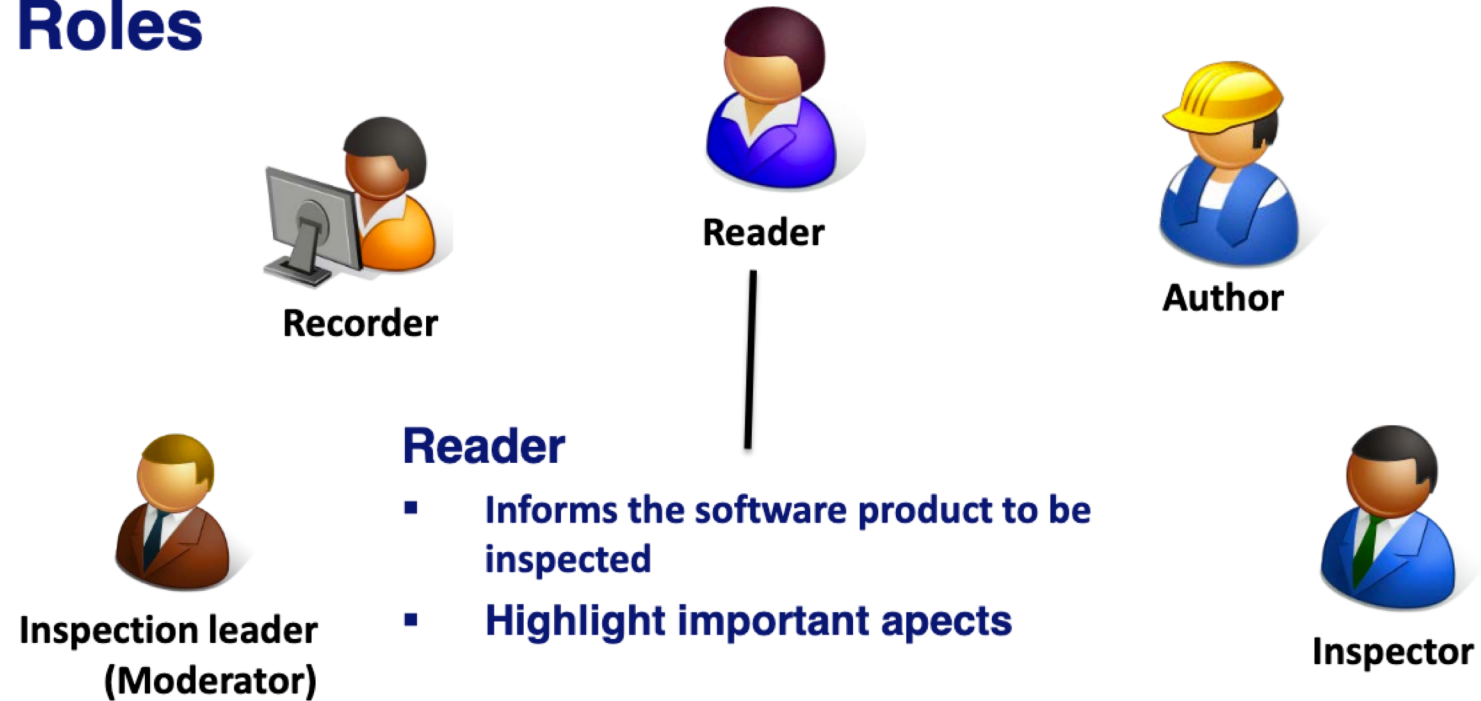 Roles
Reader
Recorder
Author
Reader
▪ Informs the software product to be
inspected
▪ Highlight important apects
Inspection leader
(Moderator)
Inspector